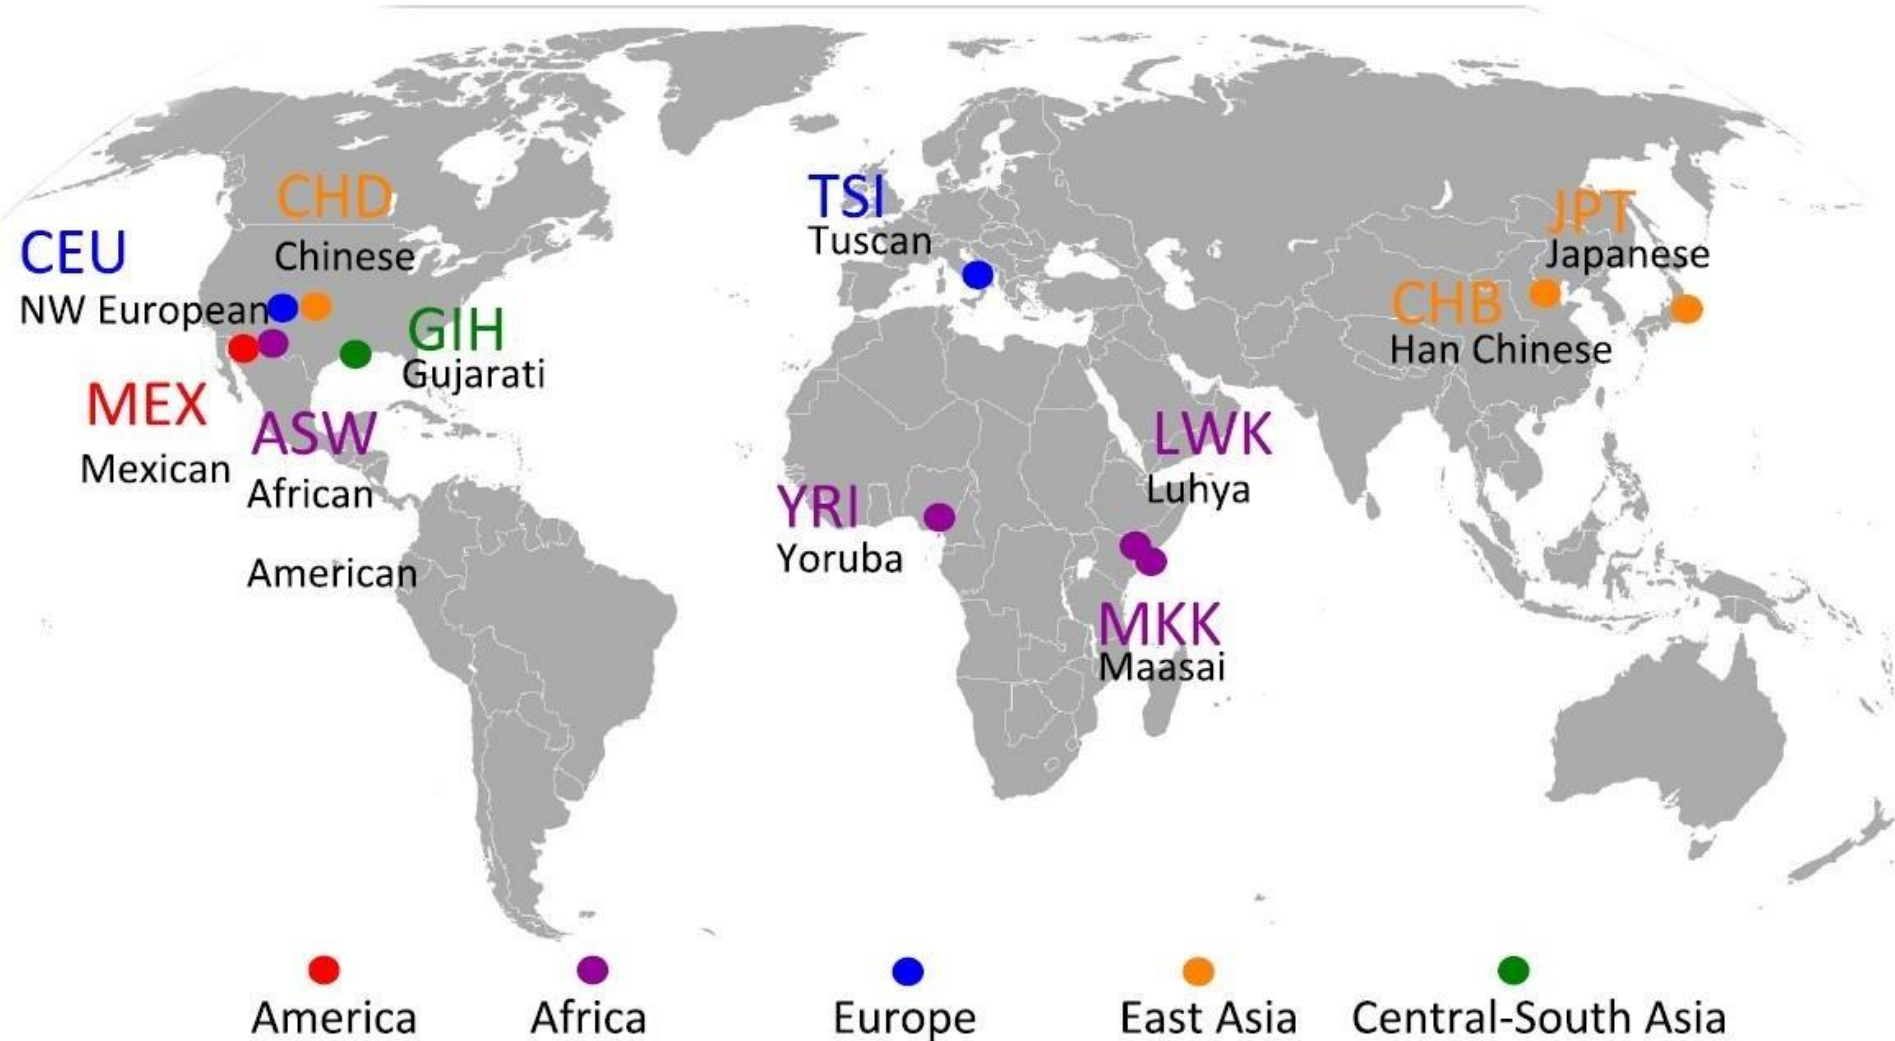 CHD
Chinese
CEU
NW European
GIH
Gujarati
MEX
Mexican
ASW
African
American
TSI
Tuscan
YRI
Yoruba
LWK
Luhya
MKK
Maasai
JPT
Japanese
CHB
Han Chinese
America
Africa
Europe
East Asia
Central-South Asia